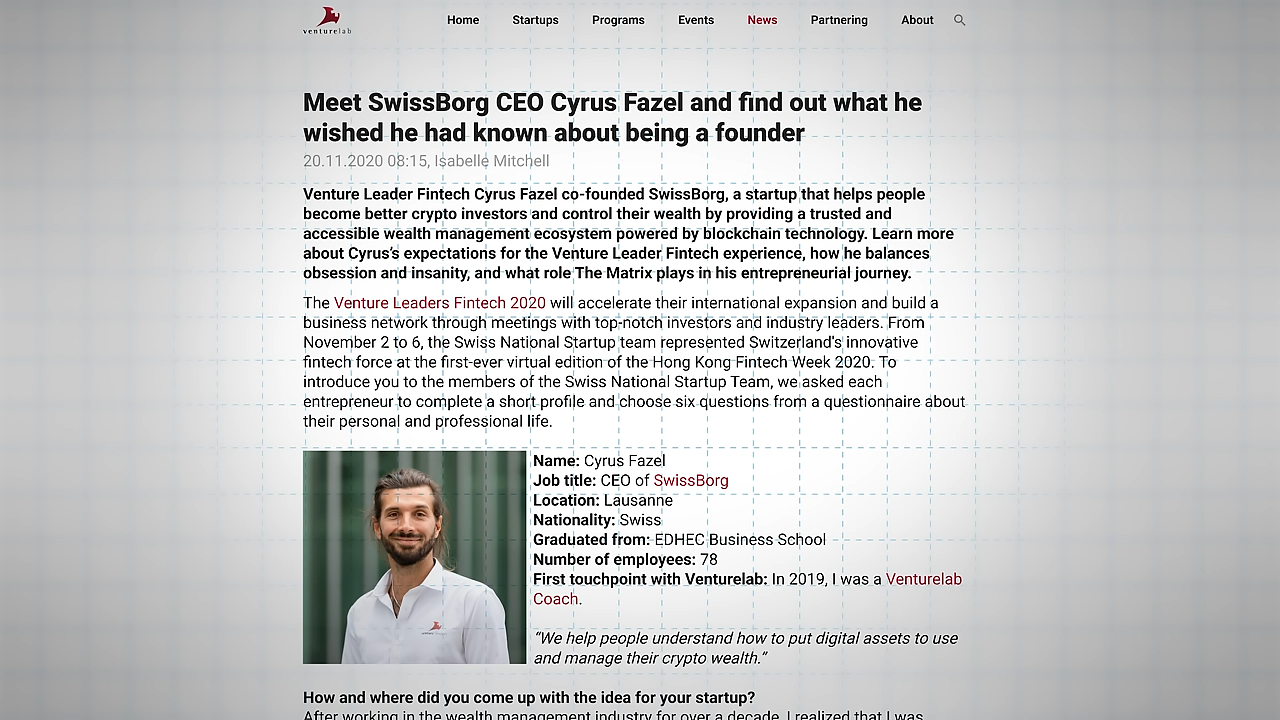 venturelab
Home Startups Programs Events News Partnering About
Meet SwissBorg CEO Cyrus Fazel and find out what he
wished he had known about being a founder
20.11.2020 08:15, Isabelle Mitchell
Venture Leader Fintech Cyrus Fazel co-founded SwissBorg, a startup that helps people
become better crypto investors and control their wealth by providing a trusted and
accessible wealth management ecosystem powered by blockchain technology. Learn more
about Cyrus’s expectations for the Venture Leader Fintech experience, how he balances
obsession and insanity, and what role The Matrix plays in his entrepreneurial journey.
The Venture Leaders Fintech 2020 will accelerate their international expansion and build a
business network through meetings with top-notch investors and industry leaders. From
November 2 to 6, the Swiss National Startup team represented Switzerland's innovative
fintech force at the first-ever virtual edition of the Hong Kong Fintech Week 2020. To
introduce you to the members of the Swiss National Startup Team, we asked each
entrepreneur to complete a short profile and choose six questions from a questionnaire about
their personal and professional life.
Name: Cyrus Fazel
Job title: CEO of SwissBorg
Location: Lausanne
Nationality: Swiss
Graduated from: EDHEC Business School
Number of employees: 78
First touchpoint with Venturelab: In 2019, I was a Venturelab
Coach.
“We help people understand how to put digital assets to use
and manage their crypto wealth.”
How and where did you come up with the idea for your startup?
After working in the wealth management industry for over a decade, I realized that I was